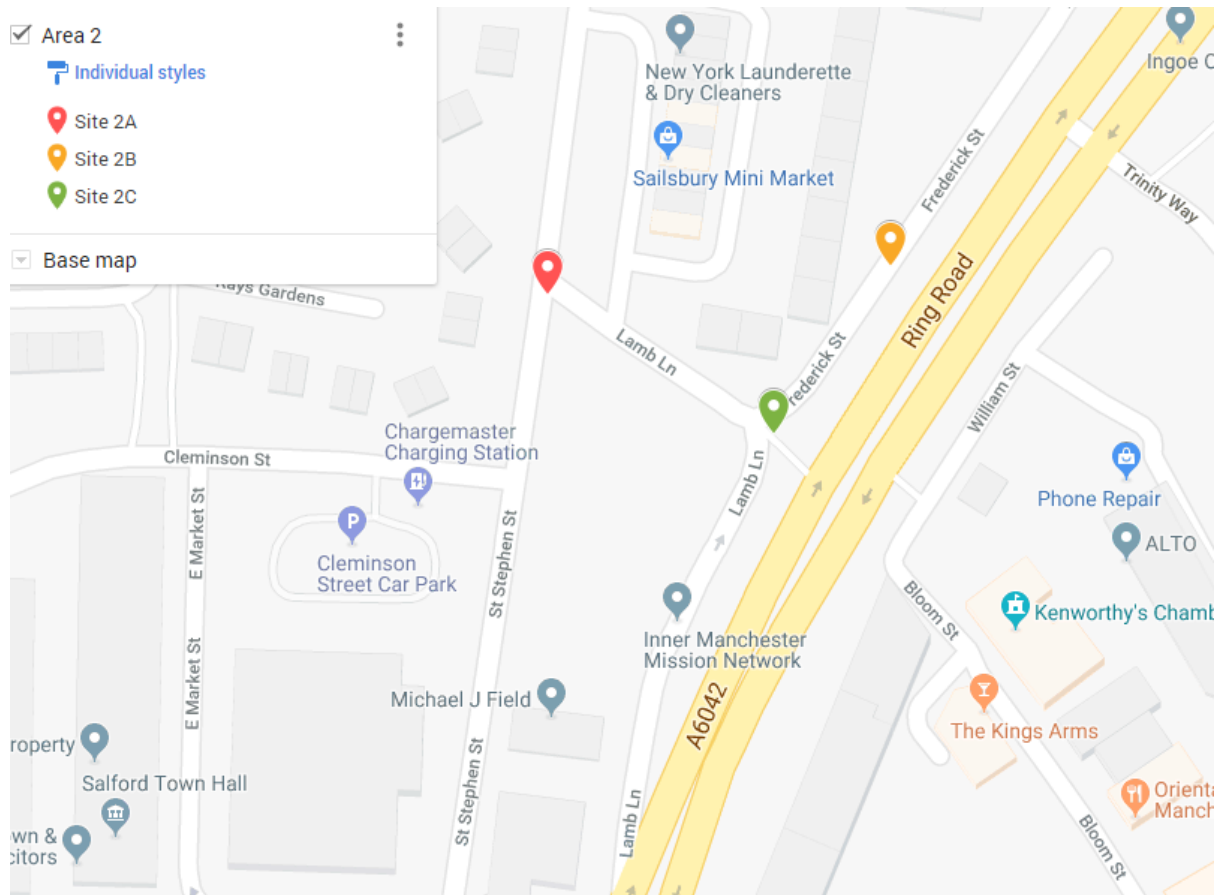 Area 2
Individual styles
Site 2A
Site 2B
Site 2C
Base map
New York Launderette
& Dry Cleaners
Sailsbury Mini Market
Ingoe
Frederick St
Trinity Way
Ring Road
Gardens
Lamb Ln
Frederick St
William St
Chargemaster
Charging Station
Cleminson St
Lamb Ln
Phone Repair
E Market St
P
Cleminson
Street Car Park
St Stephen St
ALTO
Bloom St
Kenworthy's
Inner Manchester
Mission Network
E Market St
Michael J Field
A6042
The Kings Arms
St Stephen St
Salford Town Hall
Lamb Ln
Bloom St